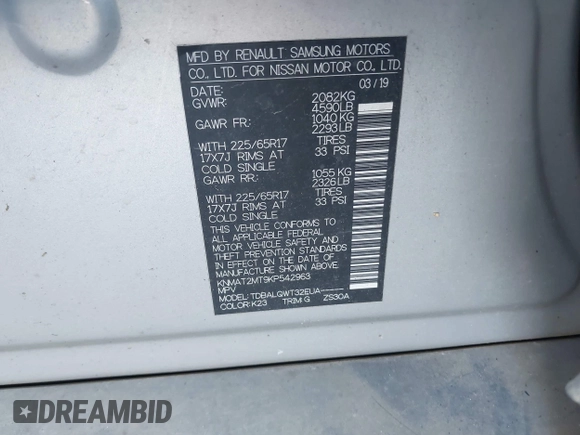 MFD BY RENAULT SAMSUNG MOTORS
CO., LTD. FOR NISSAN MOTOR CO., LTD.
DATE: 03/19
GVWR: 2082KG
4590LB
GAWR FR: 1040 KG
2293LB
WITH 225/65R17 TIRES
17X7J RIMS AT 33 PSI
COLD SINGLE
GAWR RR: 1055 KG
2326LB
WITH 225/65R17 TIRES
17X7J RIMS AT 33 PSI
COLD SINGLE
THIS VEHICLE CONFORMS TO
ALL APPLICABLE FEDERAL
MOTOR VEHICLE SAFETY AND
THEFT PREVENTION STANDARDS
IN EFFECT ON THE DATE OF
MANUFACTURE SHOWN ABOVE.
KNMAT2MT9KP542963
MPV
MODEL: TDBALGWT32EUA------
COLOR: K23 TRIM: G ZS30A
DREAMBID